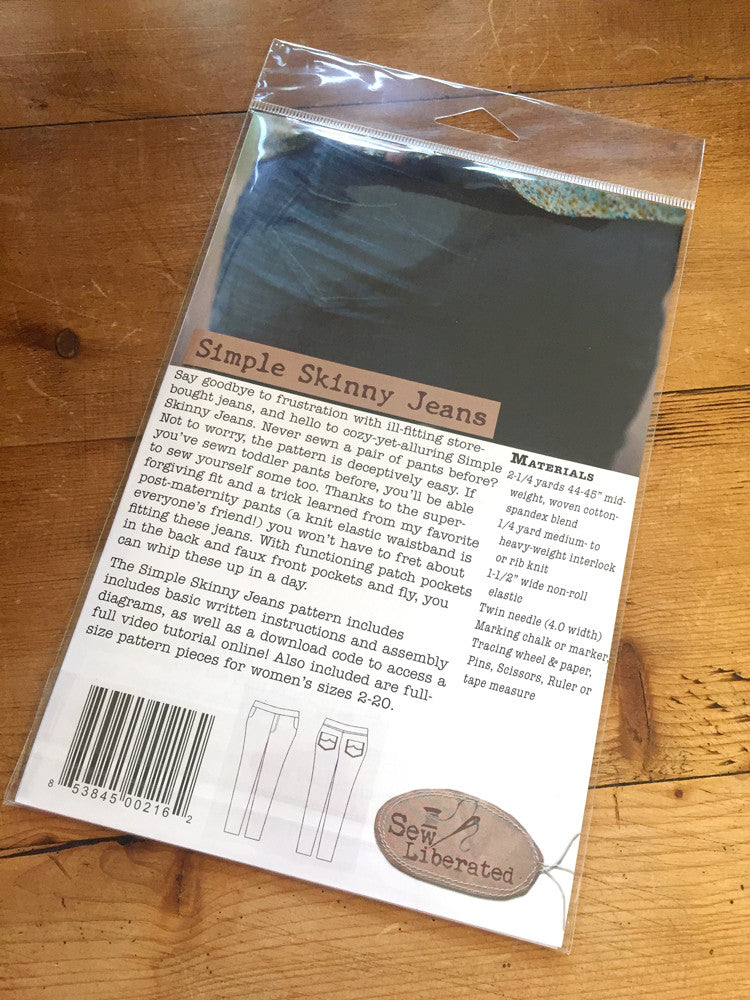 Simple Skinny Jeans
Say goodbye to frustration with ill-fitting store-
bought jeans, and hello to cozy-yet-alluring Simple
Skinny Jeans. Never sewn a pair of pants before?
Not to worry, the pattern is deceptively easy. If
you've sewn toddler pants before, you'll be able
to sew yourself some too. Thanks to the super-
forgiving fit and a trick learned from my favorite
post-maternity pants (a knit elastic waistband is
everyone's friend!) you won't have to fret about
fitting these jeans. With functioning patch pockets
in the back and faux front pockets and fly, you
can whip these up in a day.
The Simple Skinny Jeans pattern includes
includes basic written instructions and assembly
diagrams, as well as a download code to access a
full video tutorial online! Also included are full-
size pattern pieces for women's sizes 2-20.
MATERIALS
2-1/4 yards 44-45" mid-
weight, woven cotton-
spandex blend
1/4 yard medium- to
heavy-weight interlock
or rib knit
1-1/2" wide non-roll
elastic
Twin needle (4.0 width)
Marking chalk or marker,
Tracing wheel & paper,
Pins, Scissors, Ruler or
tape measure
8 53845 00216 2
Sew
Liberated